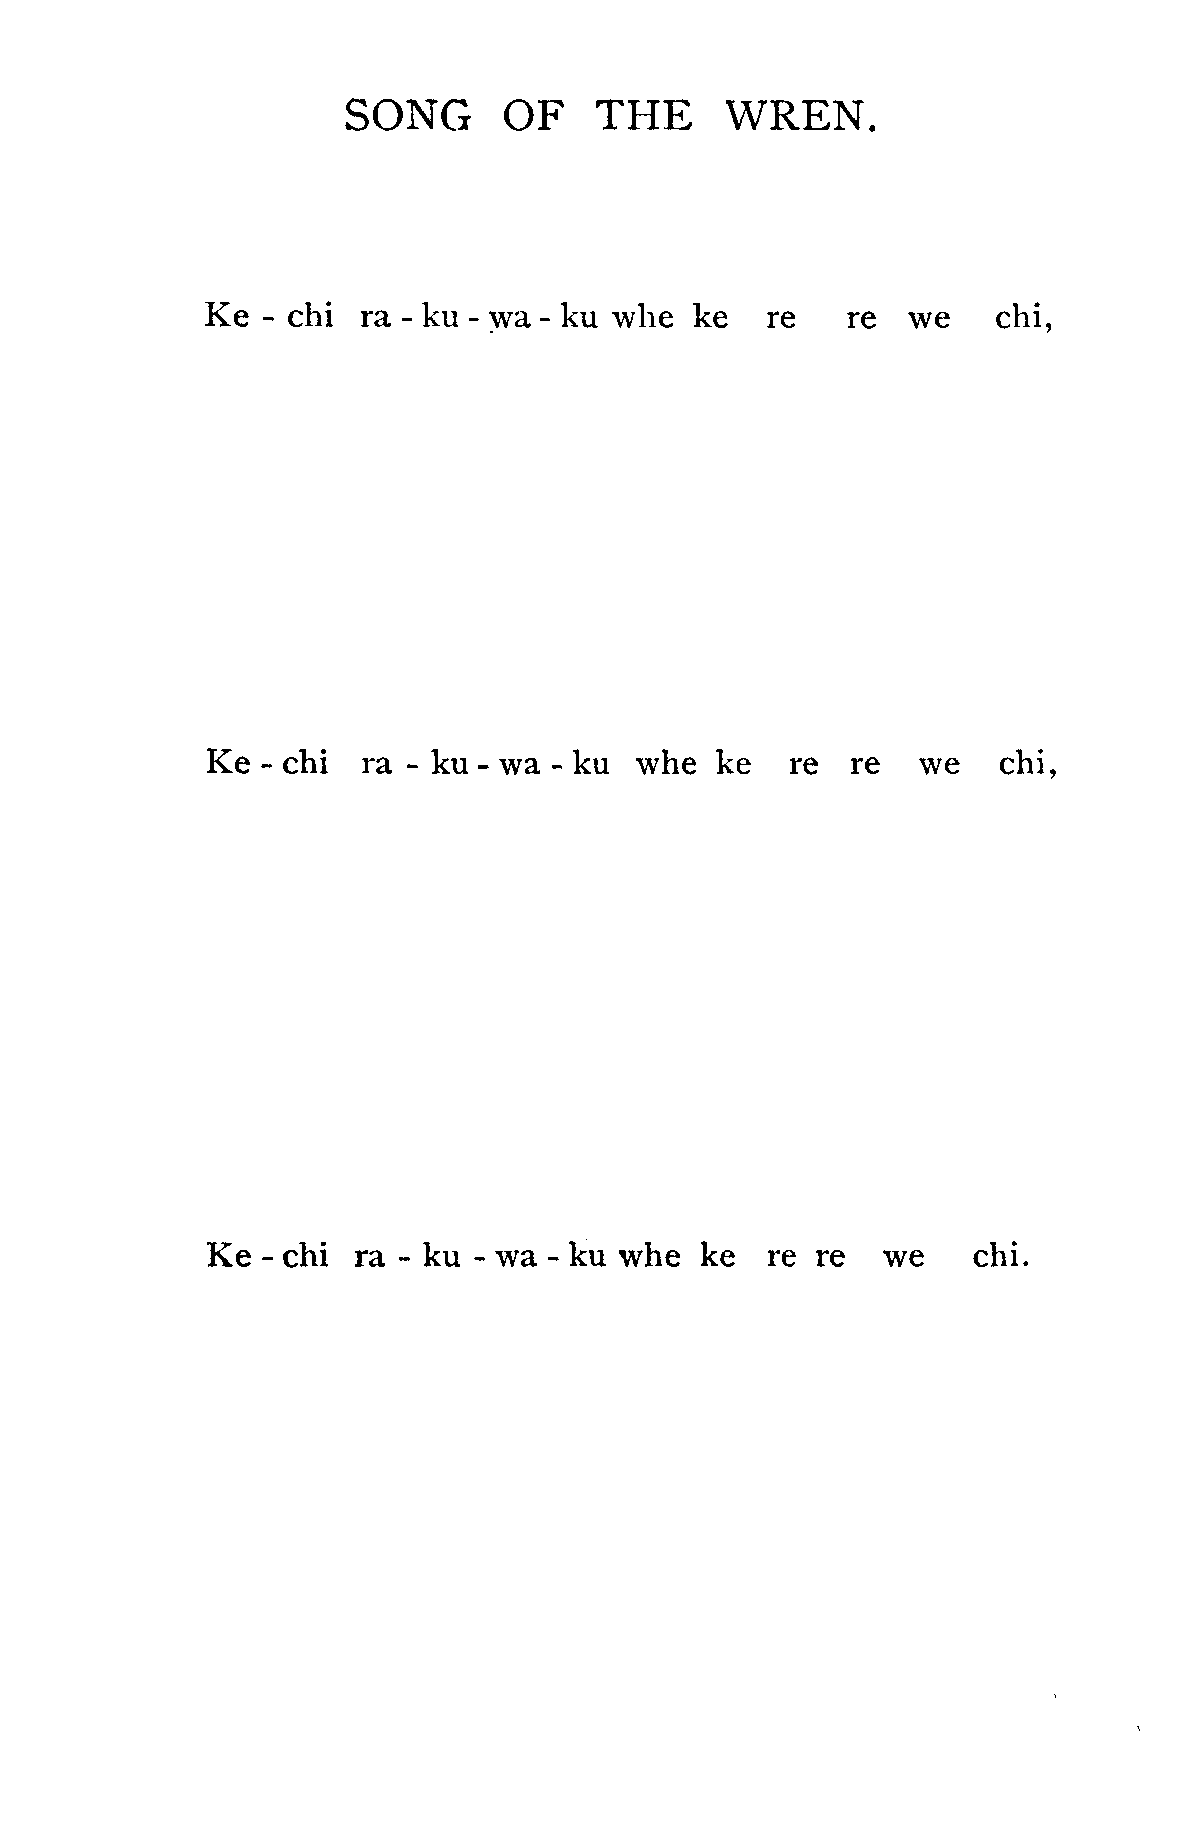 SONG OF THE WREN.
Ke - chi ra - ku - wa - ku whe ke re re we chi,
Ke - chi ra - ku - wa - ku whe ke re re we chi,
Ke - chi ra - ku - wa - ku whe ke re re we chi.